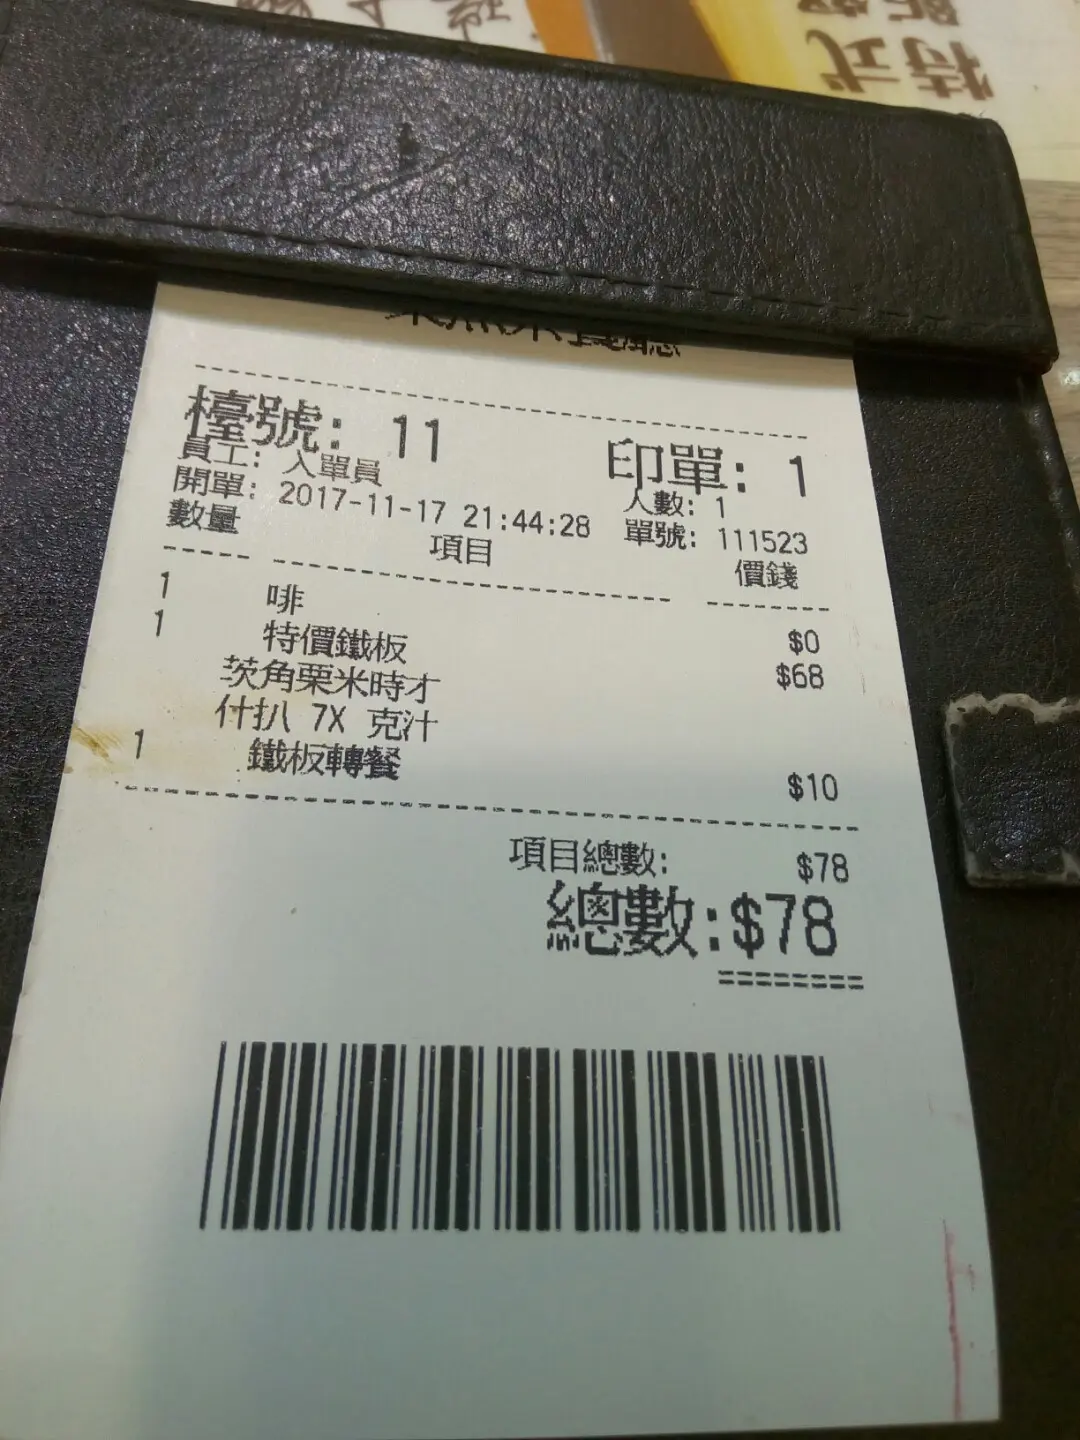 特式
檯號: 11
印單: 1
員工: 入單員
人數: 1
開單: 2017-11-17 21:44:28
單號: 111523
數量 項目 價錢
1 啡 $0
1 特價鐵板 $68
茨角粟米時才
什扒 7X 克汁
1 鐵板轉餐 $10
項目總數: $78
總數:$78